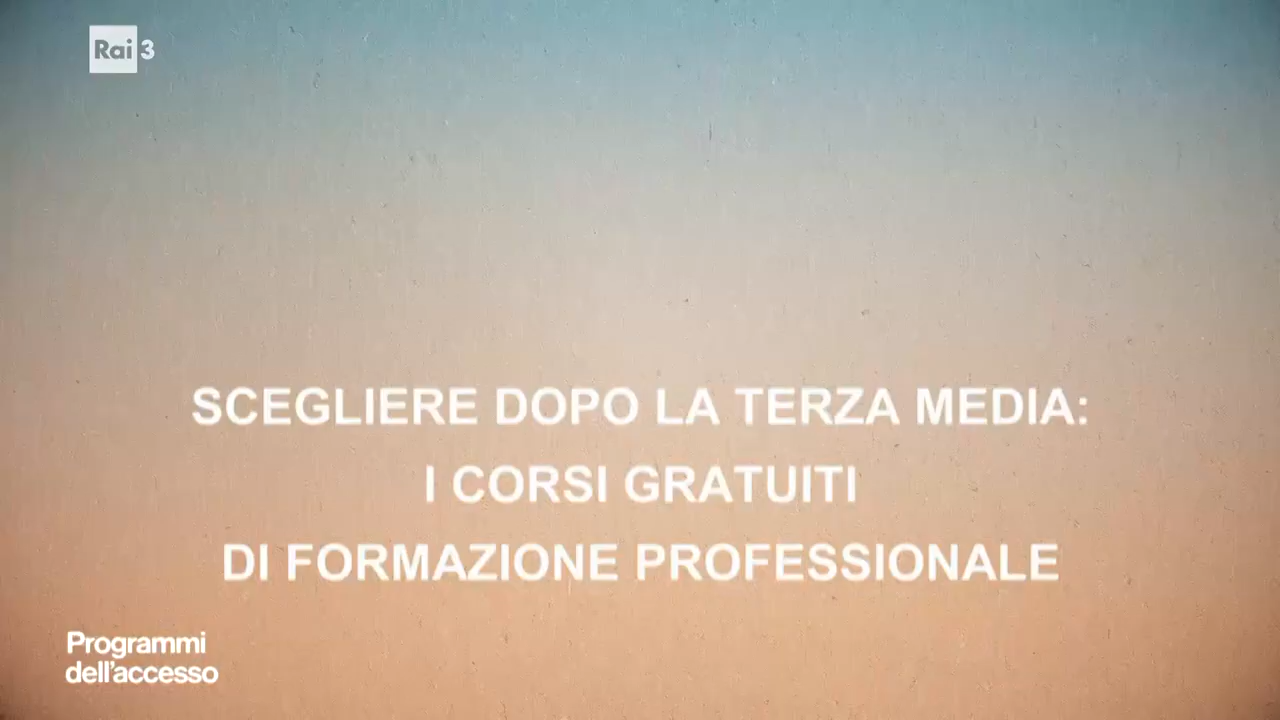 Rai 3
SCEGLIERE DOPO LA TERZA MEDIA:
I CORSI GRATUITI
DI FORMAZIONE PROFESSIONALE
Programmi
dell'accesso